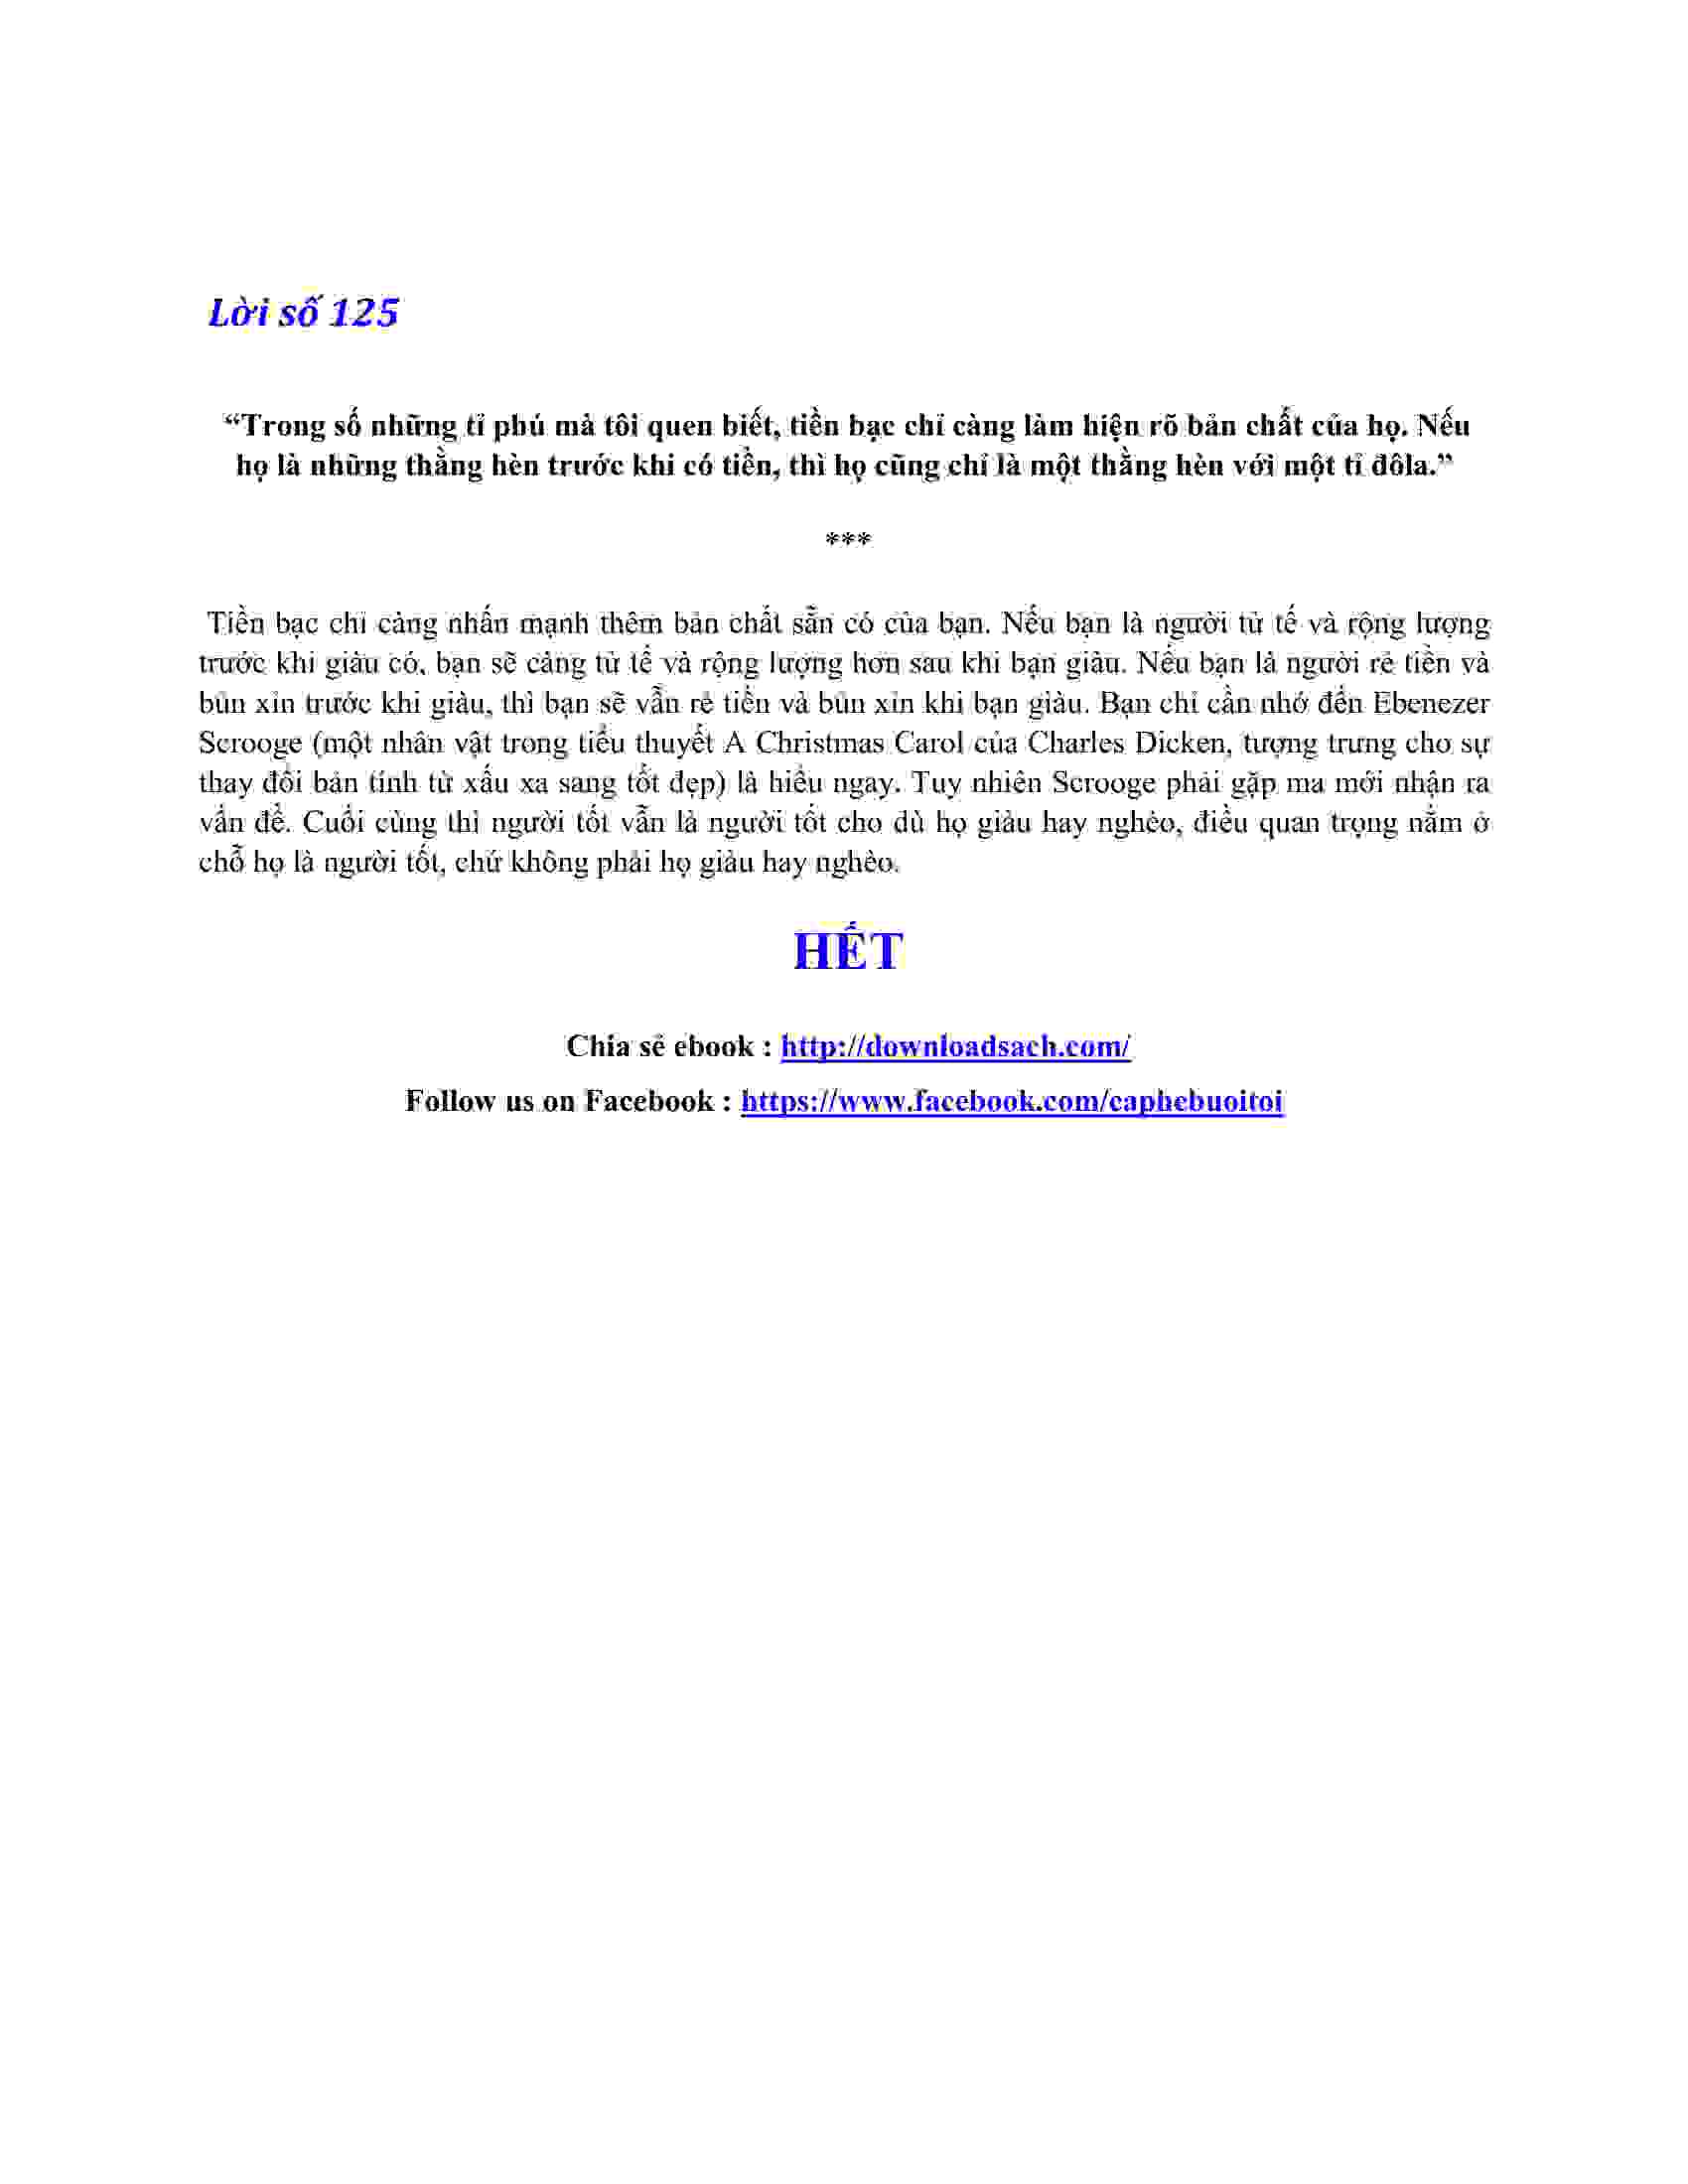 Lời số 125
“Trong số những tỉ phú mà tôi quen biết, tiền bạc chỉ càng làm hiện rõ bản chất của họ. Nếu
họ là những thằng hèn trước khi có tiền, thì họ cũng chỉ là một thằng hèn với một tỉ đôla.”
***
Tiền bạc chỉ càng nhấn mạnh thêm bản chất sẵn có của bạn. Nếu bạn là người tử tế và rộng lượng
trước khi giàu có, bạn sẽ càng tử tế và rộng lượng hơn sau khi bạn giàu. Nếu bạn là người rẻ tiền và
bủn xỉn trước khi giàu, thì bạn sẽ vẫn rẻ tiền và bủn xỉn khi bạn giàu. Bạn chỉ cần nhớ đến Ebenezer
Scrooge (một nhân vật trong tiểu thuyết A Christmas Carol của Charles Dicken, tượng trưng cho sự
thay đổi bản tính từ xấu xa sang tốt đẹp) là hiểu ngay. Tuy nhiên Scrooge phải gặp ma mới nhận ra
vấn đề. Cuối cùng thì người tốt vẫn là người tốt cho dù họ giàu hay nghèo, điều quan trọng nằm ở
chỗ họ là người tốt, chứ không phải họ giàu hay nghèo.
HẾT
Chia sẻ ebook : http://downloadsach.com/
Follow us on Facebook : https://www.facebook.com/caphebuoitoi